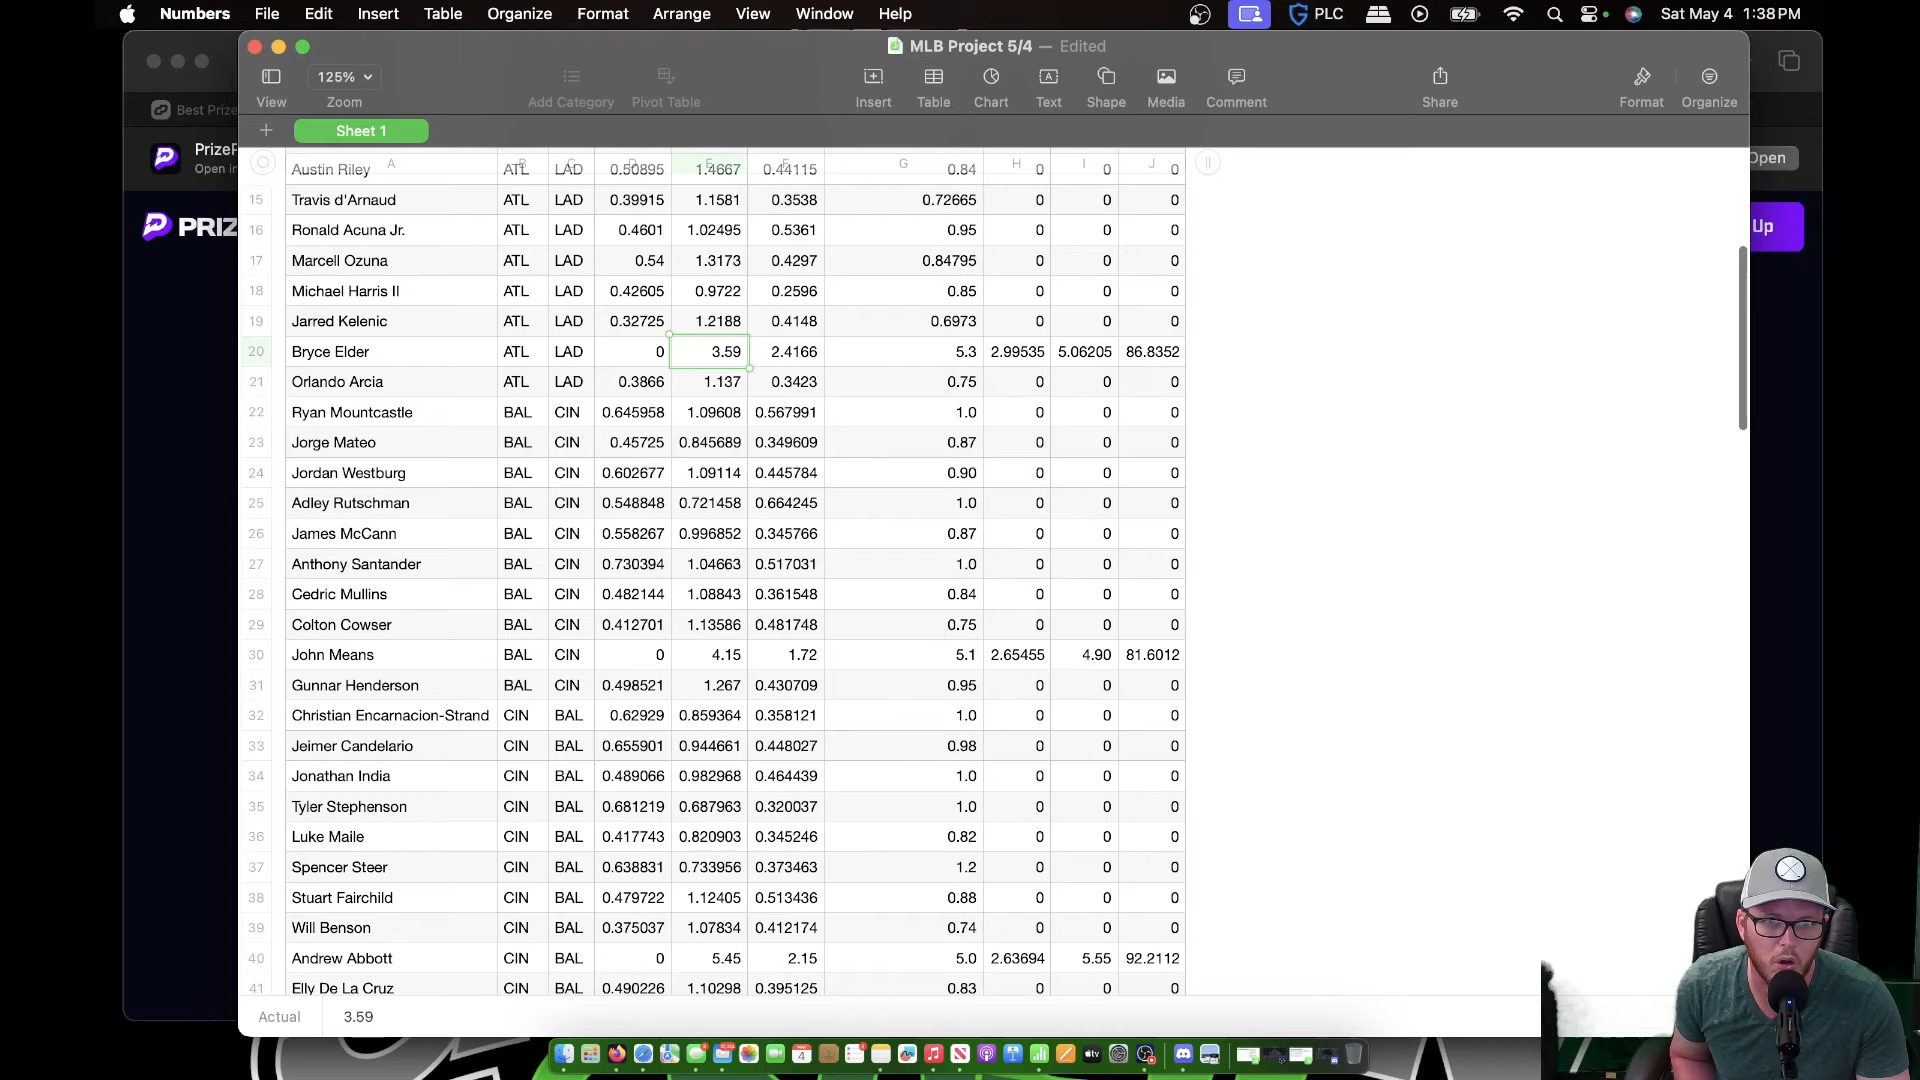 Numbers File Edit Insert Table Organize Format Arrange View Window Help PLC Sat May 4 1:38 PM
MLB Project 5/4 — Edited
125%
View Zoom Add Category Pivot Table Insert Table Chart Text Shape Media Comment Share Format Organize
Best Prize
Sheet 1
PrizeP
Open in
Open
PRIZ
Up
A B C D E F G H I J
Austin Riley ATL LAD 0.50895 1.4667 0.44115 0.84 0 0 0
15 Travis d'Arnaud ATL LAD 0.39915 1.1581 0.3538 0.72665 0 0 0
16 Ronald Acuna Jr. ATL LAD 0.4601 1.02495 0.5361 0.95 0 0 0
17 Marcell Ozuna ATL LAD 0.54 1.3173 0.4297 0.84795 0 0 0
18 Michael Harris II ATL LAD 0.42605 0.9722 0.2596 0.85 0 0 0
19 Jarred Kelenic ATL LAD 0.32725 1.2188 0.4148 0.6973 0 0 0
20 Bryce Elder ATL LAD 0 3.59 2.4166 5.3 2.99535 5.06205 86.8352
21 Orlando Arcia ATL LAD 0.3866 1.137 0.3423 0.75 0 0 0
22 Ryan Mountcastle BAL CIN 0.645958 1.09608 0.567991 1.0 0 0 0
23 Jorge Mateo BAL CIN 0.45725 0.845689 0.349609 0.87 0 0 0
24 Jordan Westburg BAL CIN 0.602677 1.09114 0.445784 0.90 0 0 0
25 Adley Rutschman BAL CIN 0.548848 0.721458 0.664245 1.0 0 0 0
26 James McCann BAL CIN 0.558267 0.996852 0.345766 0.87 0 0 0
27 Anthony Santander BAL CIN 0.730394 1.04663 0.517031 1.0 0 0 0
28 Cedric Mullins BAL CIN 0.482144 1.08843 0.361548 0.84 0 0 0
29 Colton Cowser BAL CIN 0.412701 1.13586 0.481748 0.75 0 0 0
30 John Means BAL CIN 0 4.15 1.72 5.1 2.65455 4.90 81.6012
31 Gunnar Henderson BAL CIN 0.498521 1.267 0.430709 0.95 0 0 0
32 Christian Encarnacion-Strand CIN BAL 0.62929 0.859364 0.358121 1.0 0 0 0
33 Jeimer Candelario CIN BAL 0.655901 0.944661 0.448027 0.98 0 0 0
34 Jonathan India CIN BAL 0.489066 0.982968 0.464439 1.0 0 0 0
35 Tyler Stephenson CIN BAL 0.681219 0.687963 0.320037 1.0 0 0 0
36 Luke Maile CIN BAL 0.417743 0.820903 0.345246 0.82 0 0 0
37 Spencer Steer CIN BAL 0.638831 0.733956 0.373463 1.2 0 0 0
38 Stuart Fairchild CIN BAL 0.479722 1.12405 0.513436 0.88 0 0 0
39 Will Benson CIN BAL 0.375037 1.07834 0.412174 0.74 0 0 0
40 Andrew Abbott CIN BAL 0 5.45 2.15 5.0 2.63694 5.55 92.2112
41 Elly De La Cruz CIN BAL 0.490226 1.10298 0.395125 0.83 0 0 0
Actual 3.59